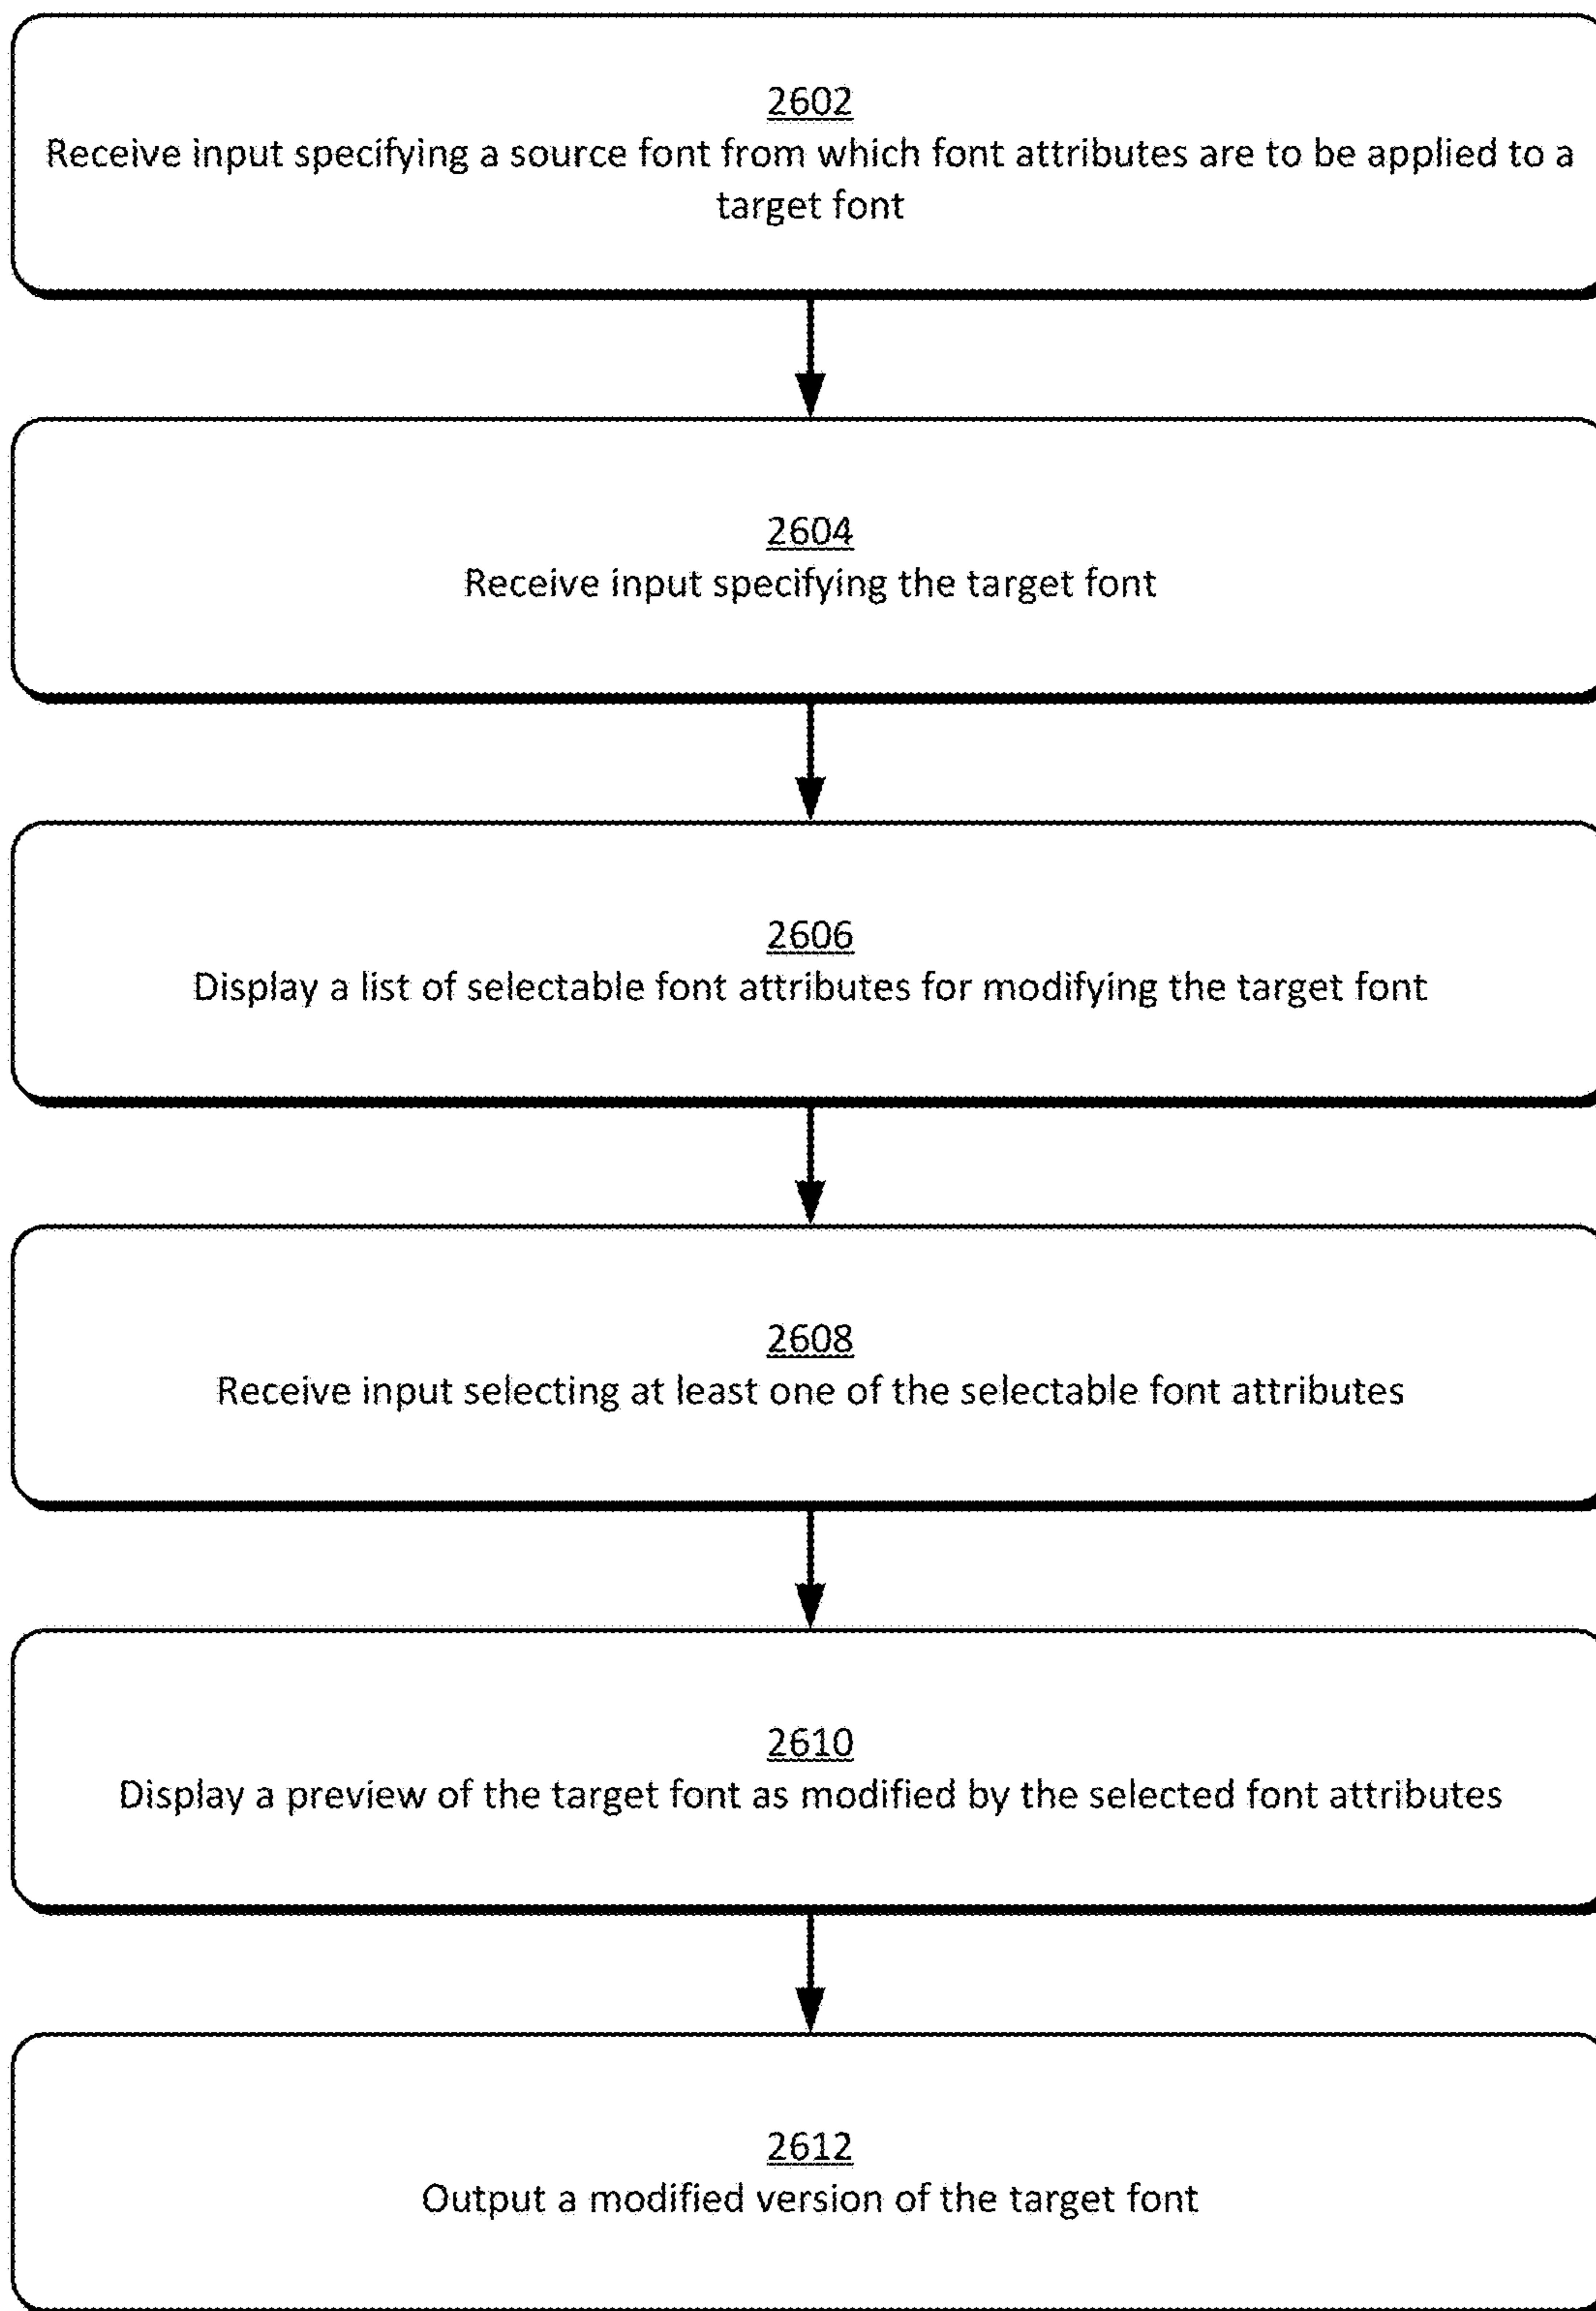 2602
Receive input specifying a source font from which font attributes are to be applied to a
target font
2604
Receive input specifying the target font
2606
Display a list of selectable font attributes for modifying the target font
2608
Receive input selecting at least one of the selectable font attributes
2610
Display a preview of the target font as modified by the selected font attributes
2612
Output a modified version of the target font